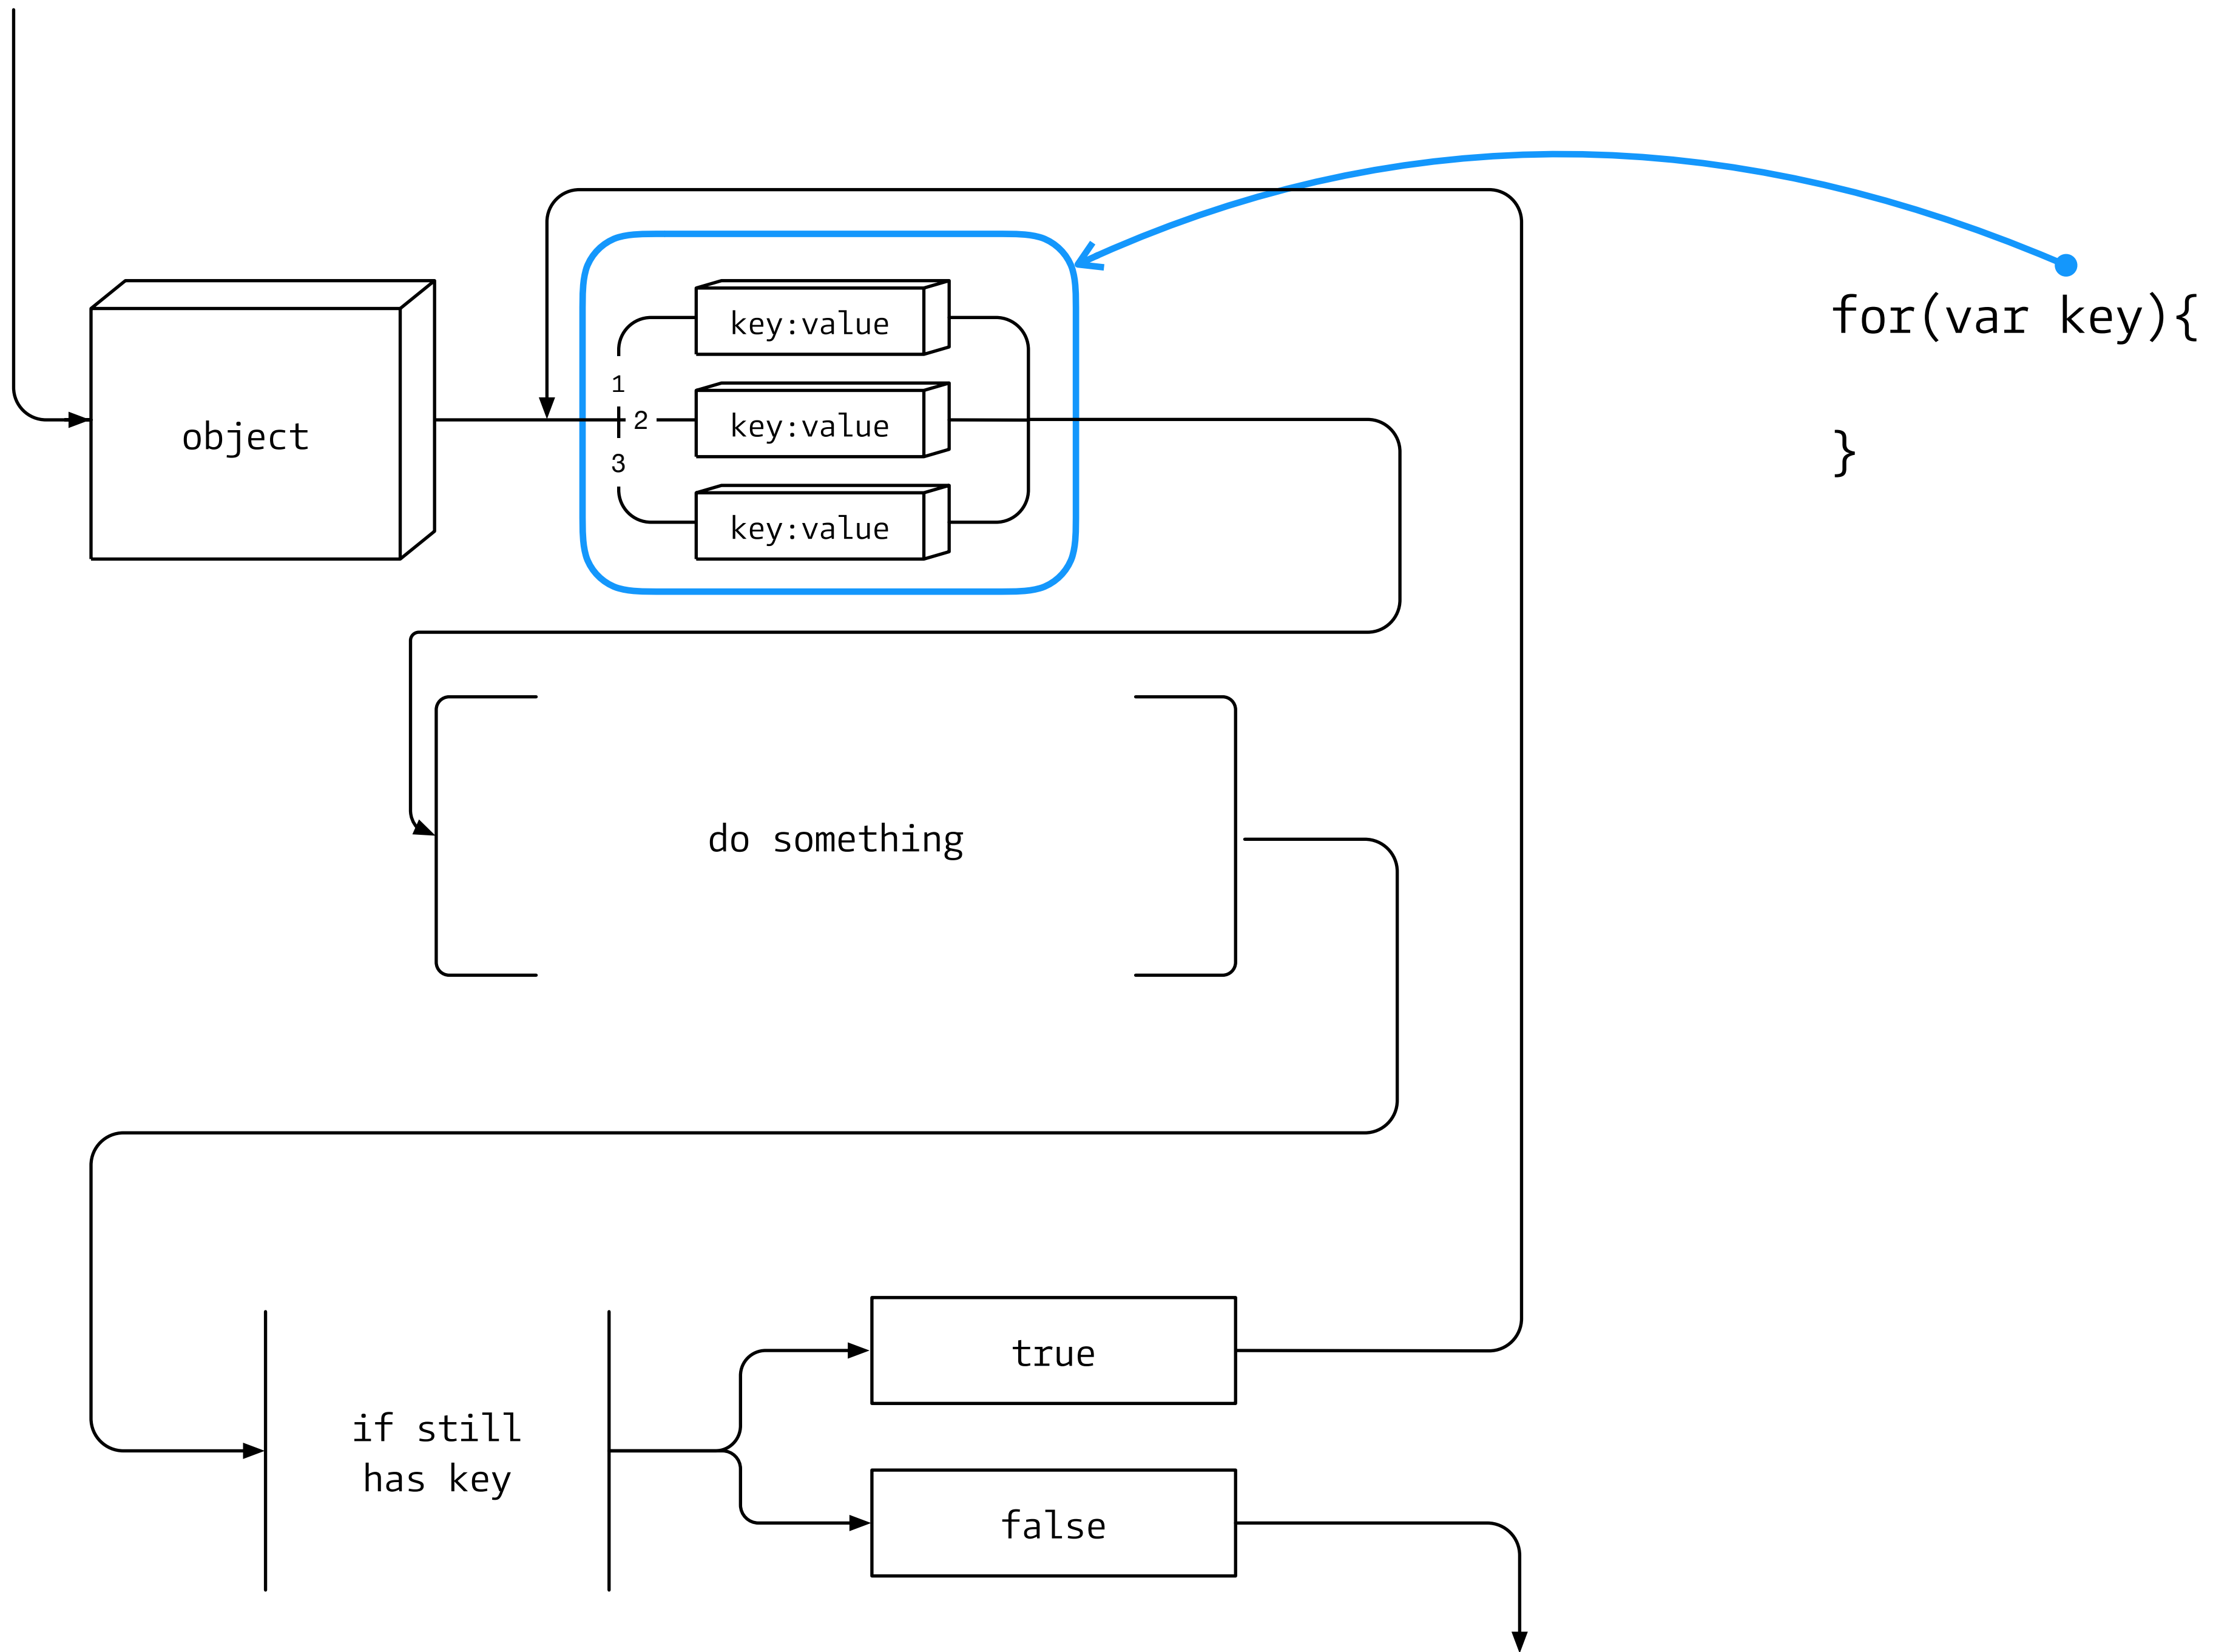 for(var key){
}
object
key:value
1
2
key:value
3
key:value
do something
if still
has key
true
false